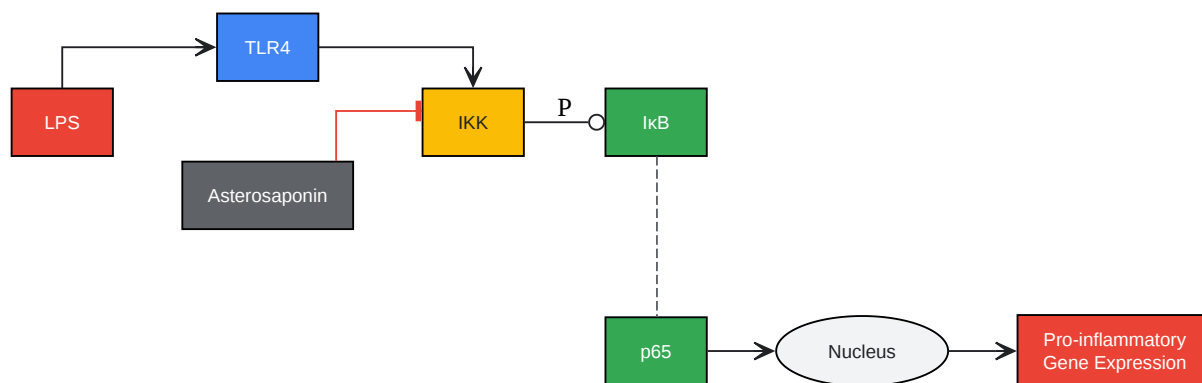 TLR4
LPS
IKK
P
IκB
Asterosaponin
p65
Nucleus
Pro-inflammatory
Gene Expression